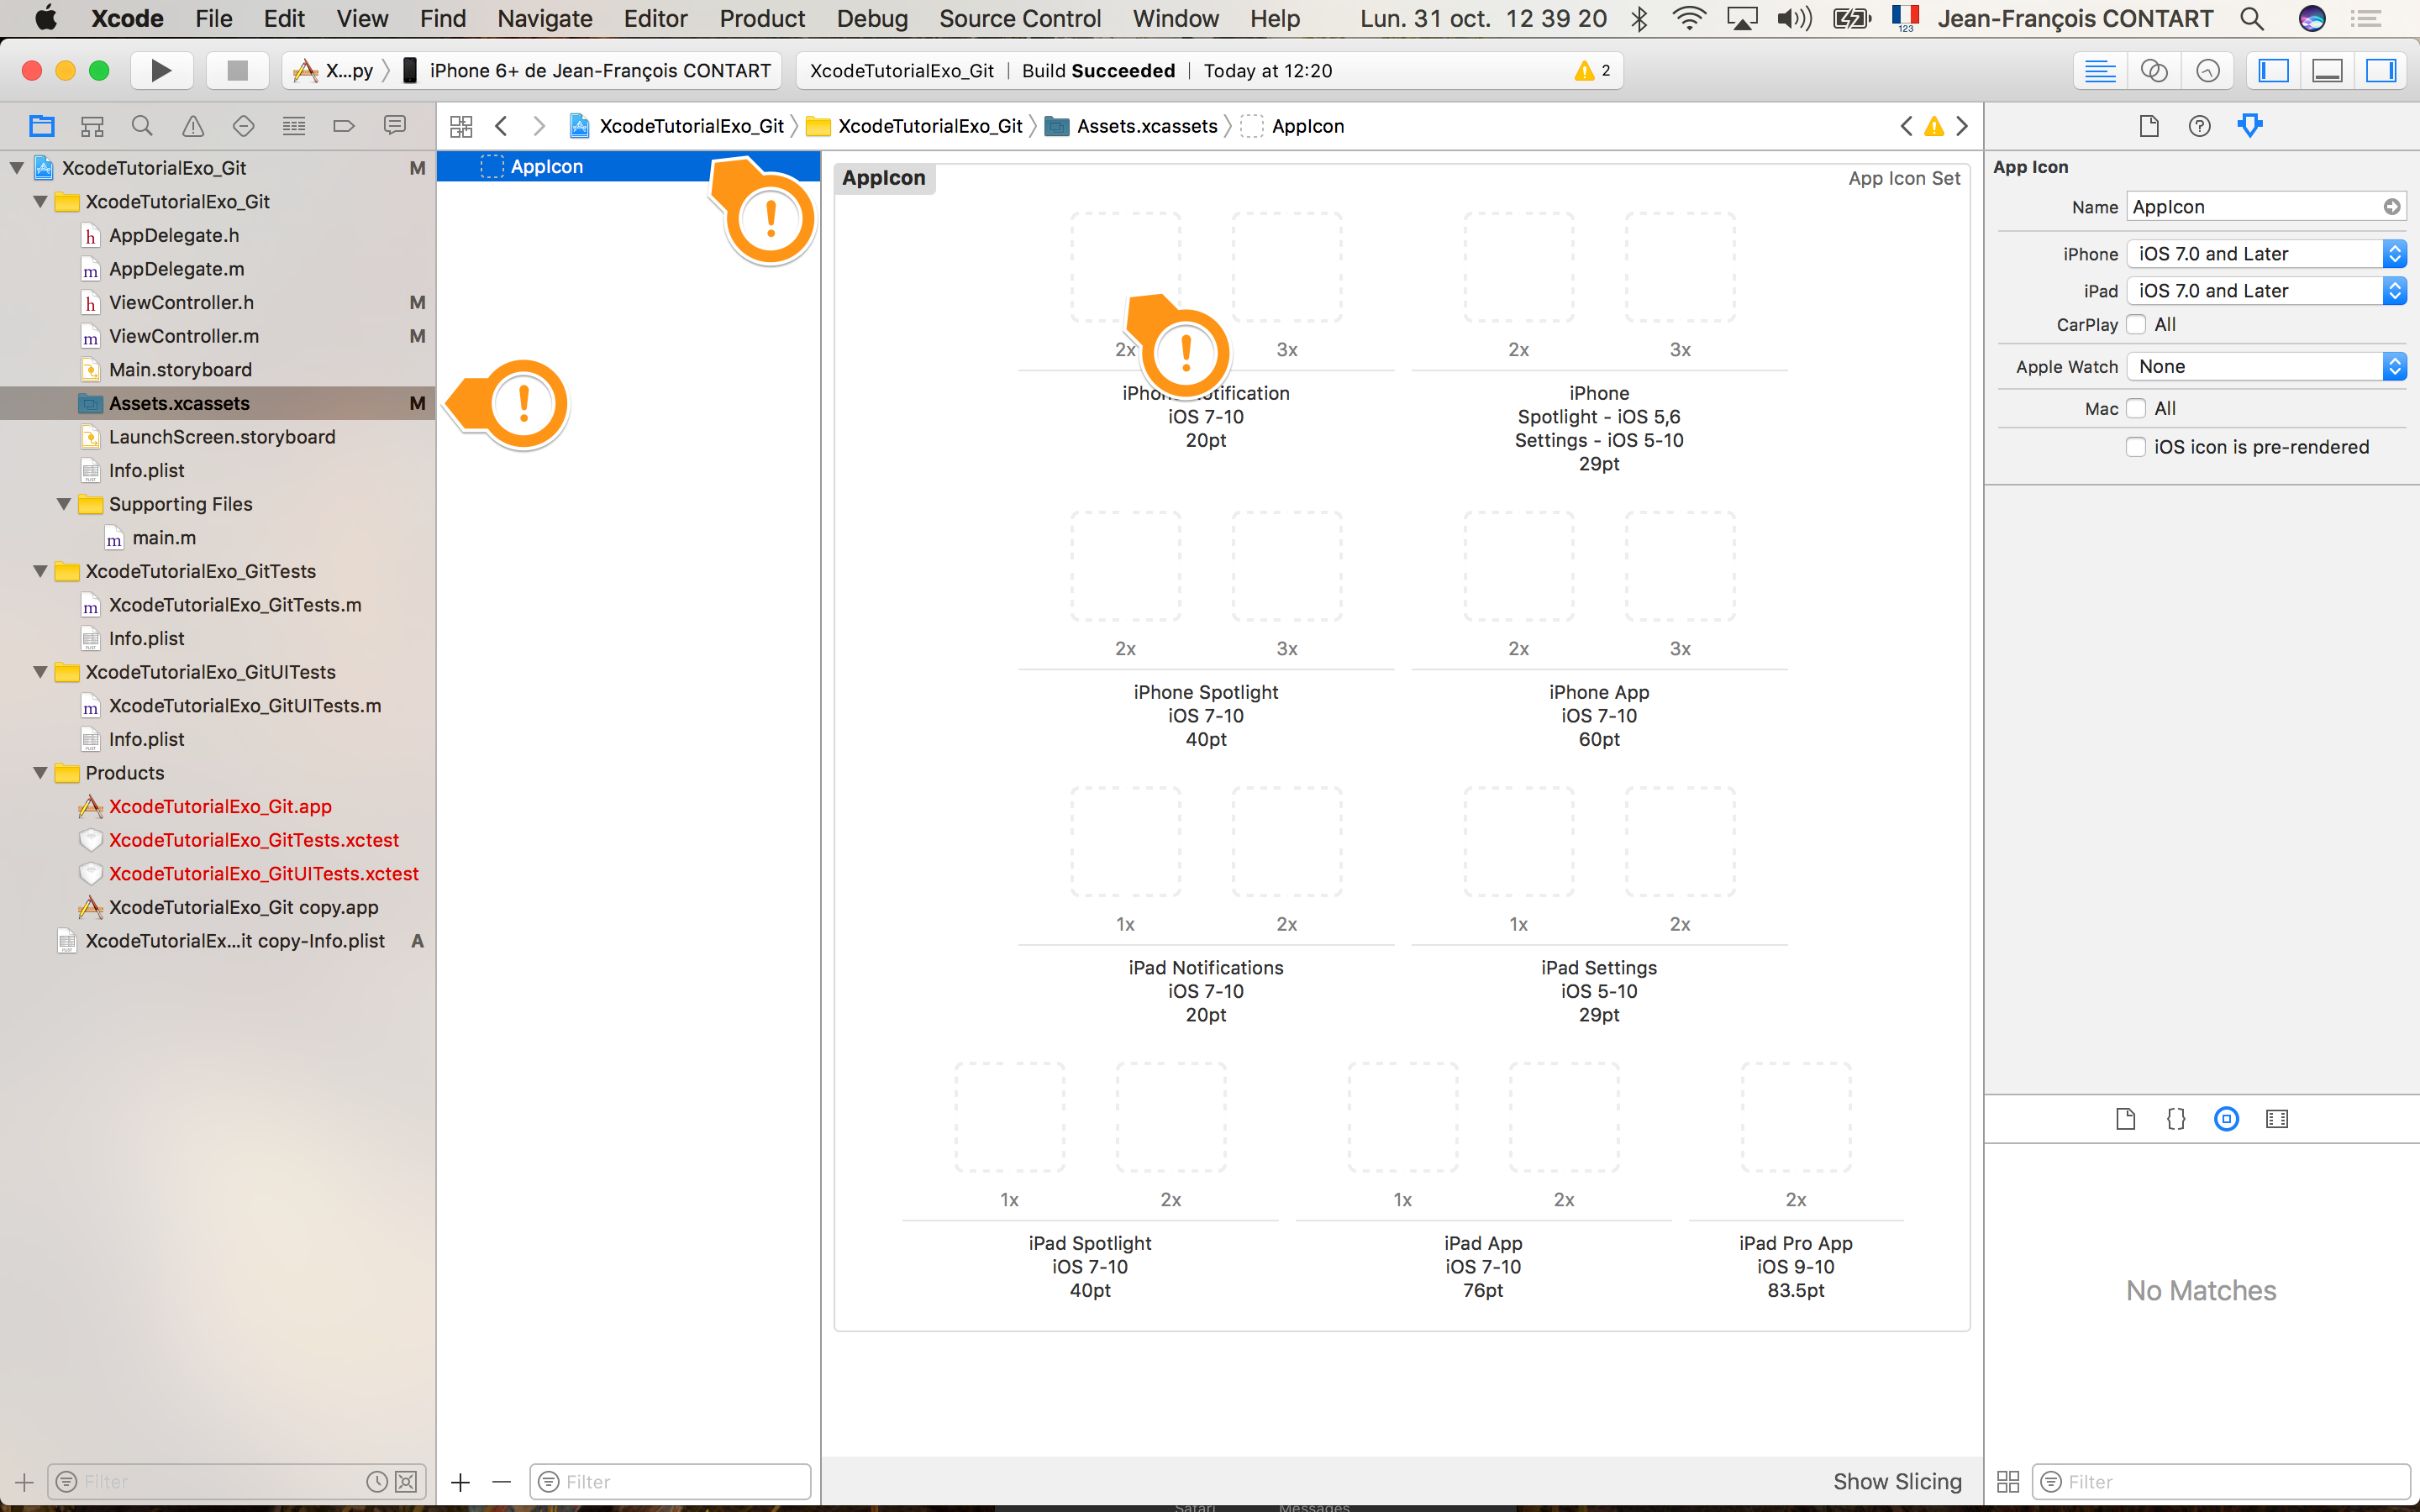 Xcode File Edit View Find Navigate Editor Product Debug Source Control Window Help Lun. 31 oct. 12 39 20 123 Jean-François CONTART
X...py iPhone 6+ de Jean-François CONTART XcodeTutorialExo_Git Build Succeeded Today at 12:20 2
XcodeTutorialExo_Git XcodeTutorialExo_Git Assets.xcassets AppIcon
XcodeTutorialExo_Git M
XcodeTutorialExo_Git
h AppDelegate.h
m AppDelegate.m
h ViewController.h M
m ViewController.m M
Main.storyboard
Assets.xcassets M
LaunchScreen.storyboard
Info.plist
Supporting Files
m main.m
XcodeTutorialExo_GitTests
m XcodeTutorialExo_GitTests.m
Info.plist
XcodeTutorialExo_GitUITests
m XcodeTutorialExo_GitUITests.m
Info.plist
Products
XcodeTutorialExo_Git.app
XcodeTutorialExo_GitTests.xctest
XcodeTutorialExo_GitUITests.xctest
XcodeTutorialExo_Git copy.app
XcodeTutorialEx...it copy-Info.plist A
Filter
AppIcon
Filter
AppIcon App Icon Set
2x 3x 2x 3x
iPhone Notification
iOS 7-10
20pt
iPhone
Spotlight - iOS 5,6
Settings - iOS 5-10
29pt
2x 3x 2x 3x
iPhone Spotlight
iOS 7-10
40pt
iPhone App
iOS 7-10
60pt
1x 2x 1x 2x
iPad Notifications
iOS 7-10
20pt
iPad Settings
iOS 5-10
29pt
1x 2x 1x 2x 2x
iPad Spotlight
iOS 7-10
40pt
iPad App
iOS 7-10
76pt
iPad Pro App
iOS 9-10
83.5pt
Show Slicing
App Icon
Name AppIcon
iPhone iOS 7.0 and Later
iPad iOS 7.0 and Later
CarPlay All
Apple Watch None
Mac All
iOS icon is pre-rendered
No Matches
Filter
Safari Messages